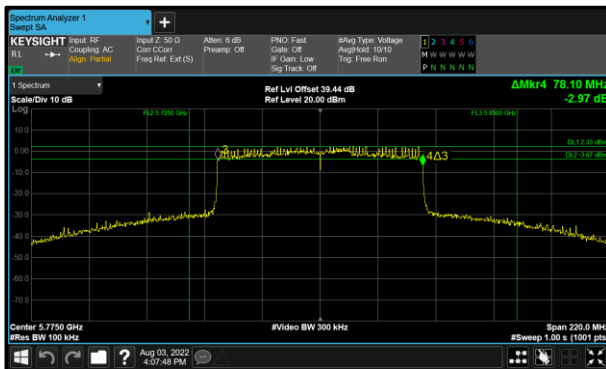 Spectrum Analyzer 1
Swept SA
+
KEYSIGHT
RL
Input: RF
Coupling: AC
Align: Partial
Input Z: 50 Ω
Corr CCorr
Freq Ref: Ext (S)
Atten: 6 dB
Preamp: Off
PNO: Fast
Gate: Off
IF Gain: Low
Sig Track: Off
#Avg Type: Voltage
Avg|Hold: 10/10
Trig: Free Run
1 2 3 4 5 6
M W W W W W
P N N N N N
1 Spectrum
Scale/Div 10 dB
Ref Lvl Offset 39.44 dB
Ref Level 20.00 dBm
ΔMkr4 78.10 MHz
-2.97 dB
Log
FL2 5.7250 GHz
FL3 5.8500 GHz
10.0
0.00
-10.0
-20.0
-30.0
-40.0
-50.0
-60.0
-70.0
DL1 2.33 dBm
DL2 -3.67 dBm
3
4Δ3
Center 5.7750 GHz
#Res BW 100 kHz
#Video BW 300 kHz
Span 220.0 MHz
#Sweep 1.00 s (1001 pts)
?
Aug 03, 2022
4:07:48 PM